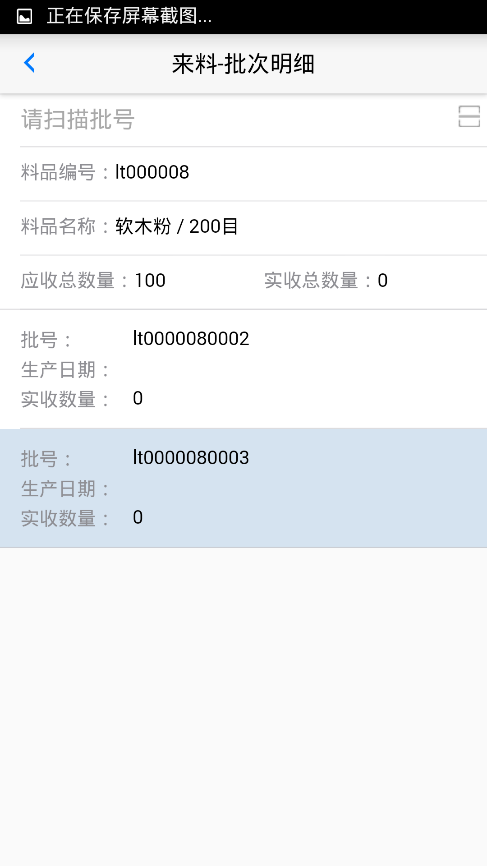 正在保存屏幕截图...
来料-批次明细
请扫描批号
料品编号：lt000008
料品名称：软木粉 / 200目
应收总数量：100 实收总数量：0
批号： lt0000080002
生产日期：
实收数量： 0
批号： lt0000080003
生产日期：
实收数量： 0